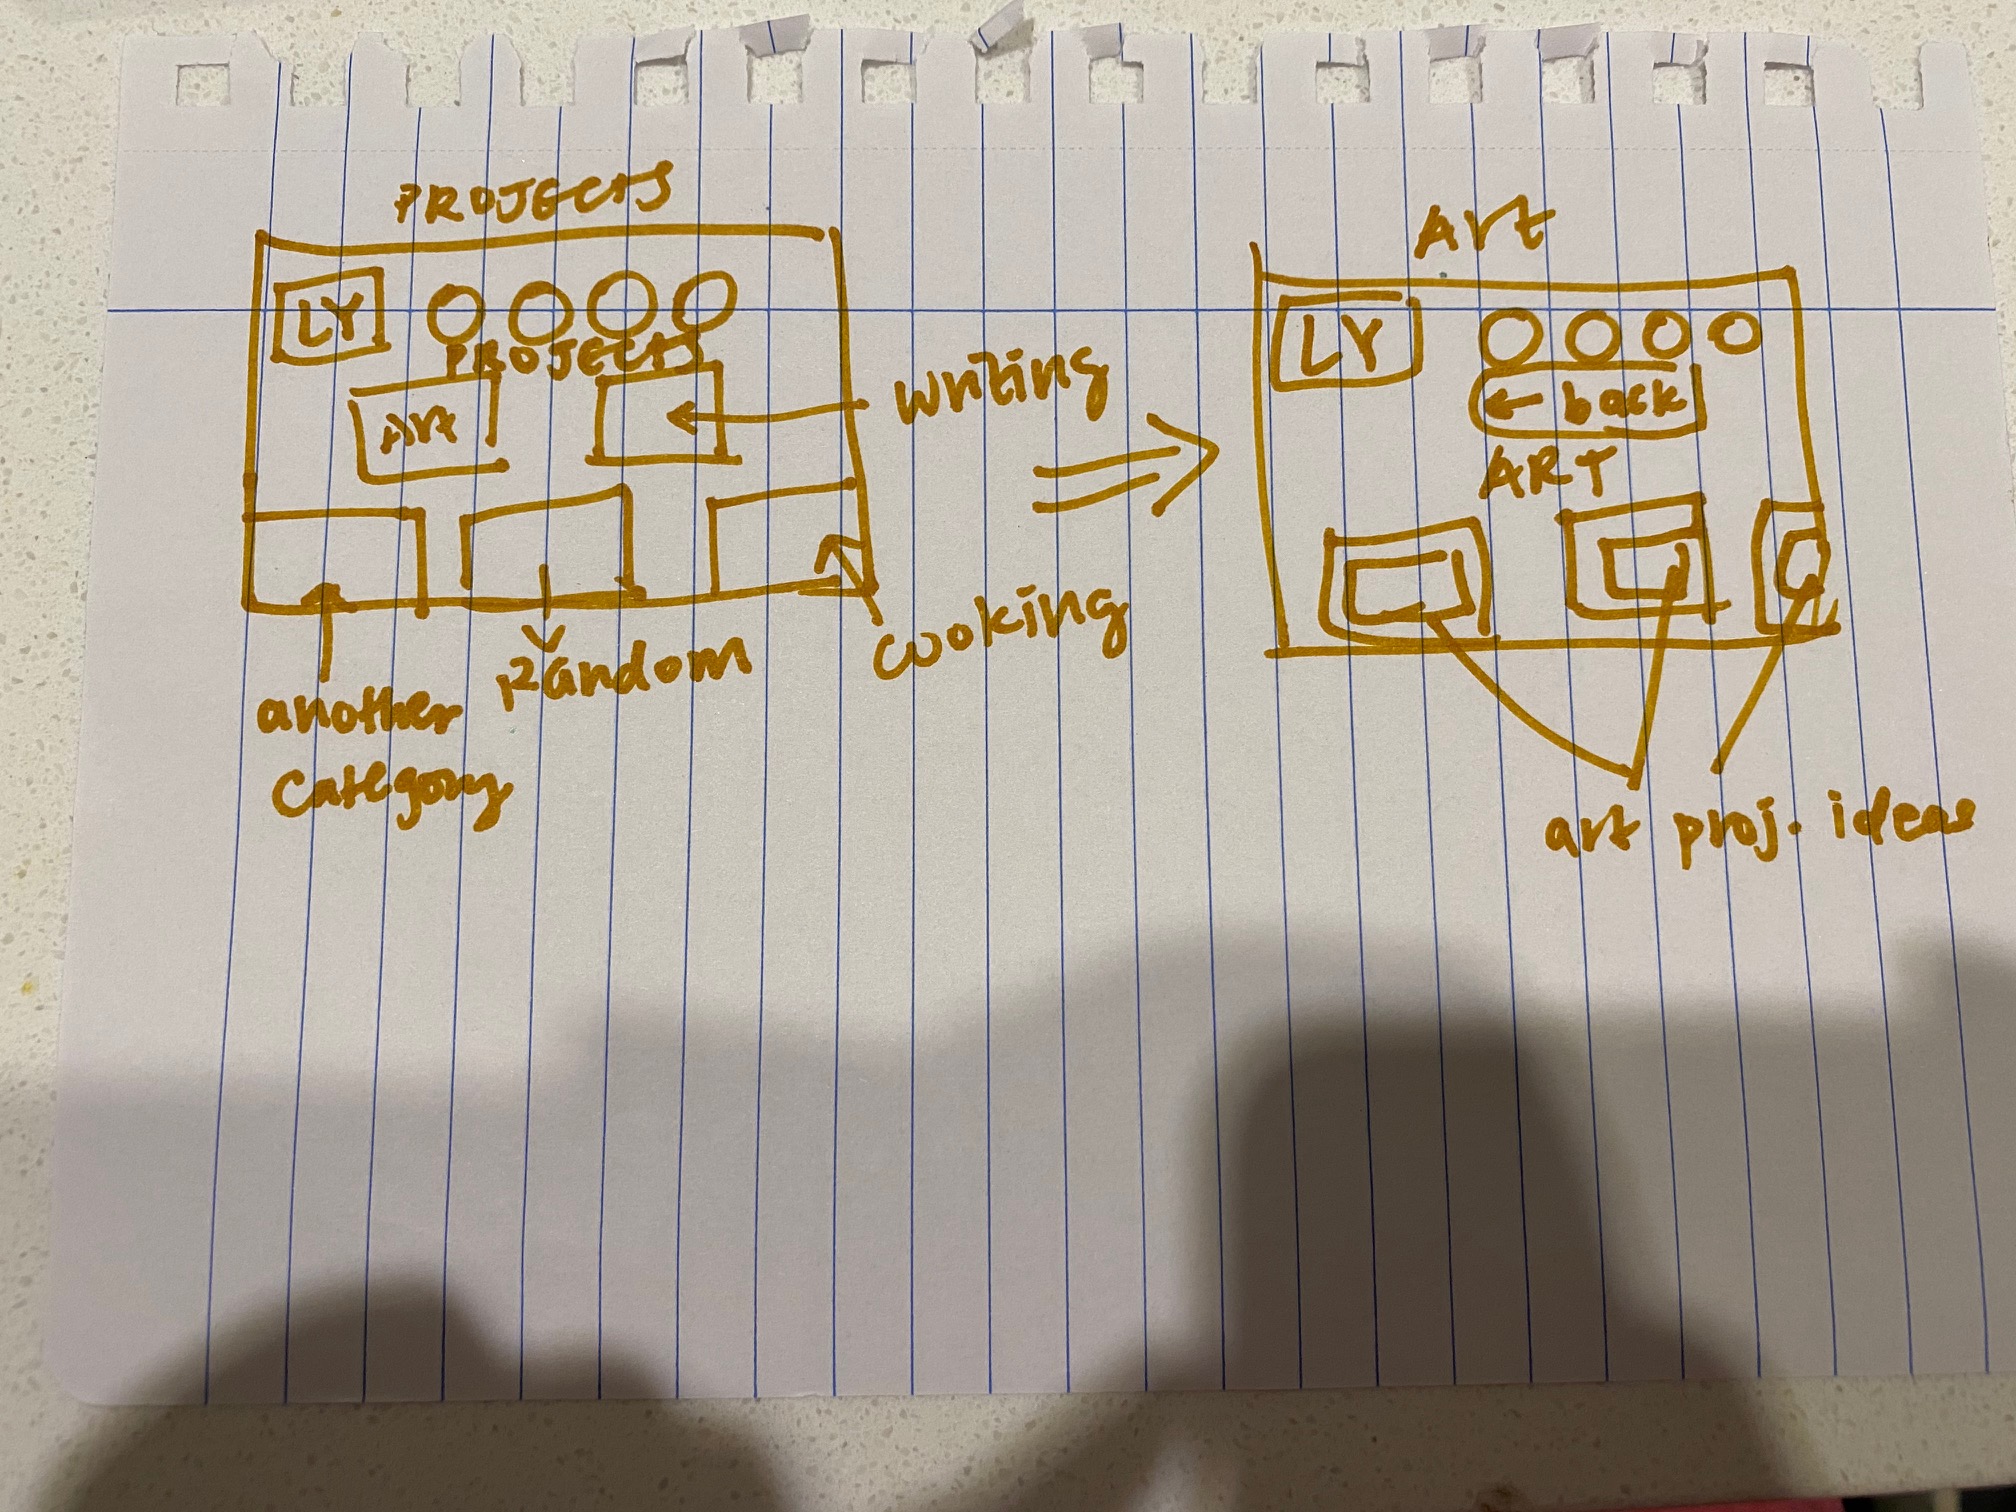 PROJECTS
LY
PROJECTS
ART
writing
another
category
random
cooking
Art
LY
← back
ART
art proj. ideas